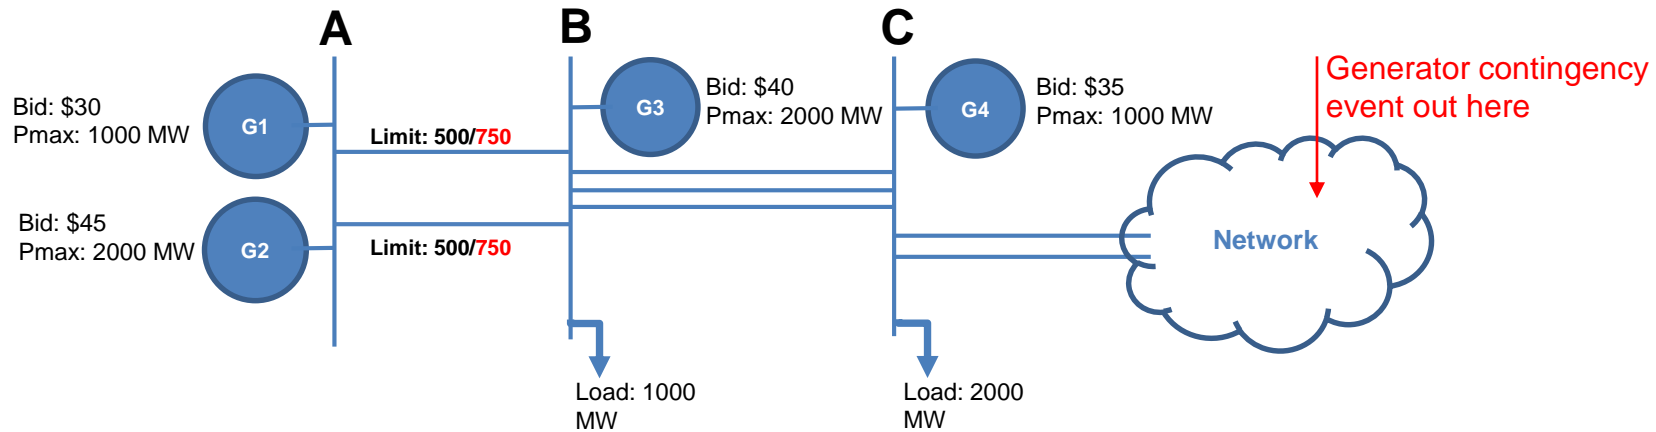 A
B
C
Bid: $30
Pmax: 1000 MW
G1
Limit: 500/750
G3
Bid: $40
Pmax: 2000 MW
G4
Bid: $35
Pmax: 1000 MW
Generator contingency
event out here
Bid: $45
Pmax: 2000 MW
G2
Limit: 500/750
Network
Load: 1000
MW
Load: 2000
MW